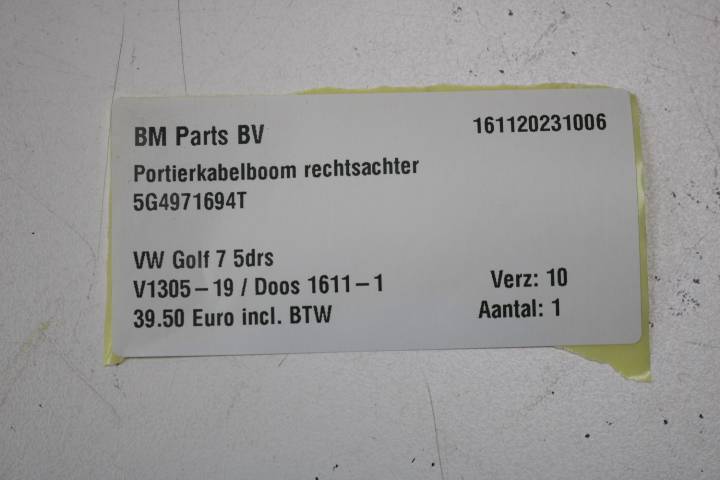 BM Parts BV 161120231006
Portierkabelboom rechtsachter
5G4971694T
VW Golf 7 5drs
V1305-19 / Doos 1611-1 Verz: 10
39.50 Euro incl. BTW Aantal: 1